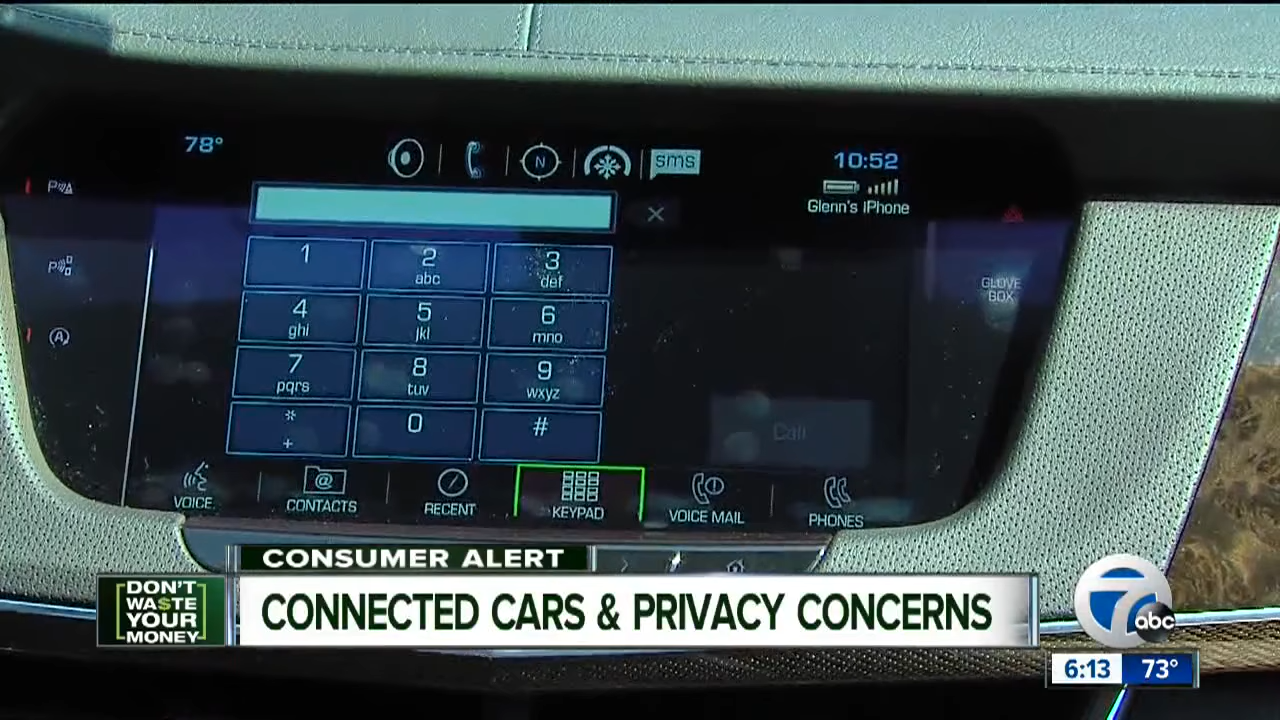 78°
N
sms
10:52
Glenn's iPhone
P
P
A
GLOVE
BOX
1
2
abc
3
def
4
ghi
5
jkl
6
mno
7
pqrs
8
tuv
9
wxyz
*
+
0
#
Call
VOICE
@
CONTACTS
RECENT
KEYPAD
VOICE MAIL
PHONES
CONSUMER ALERT
DON'T
WA$TE
YOUR
MONEY
CONNECTED CARS & PRIVACY CONCERNS
7
abc
6:13 73°